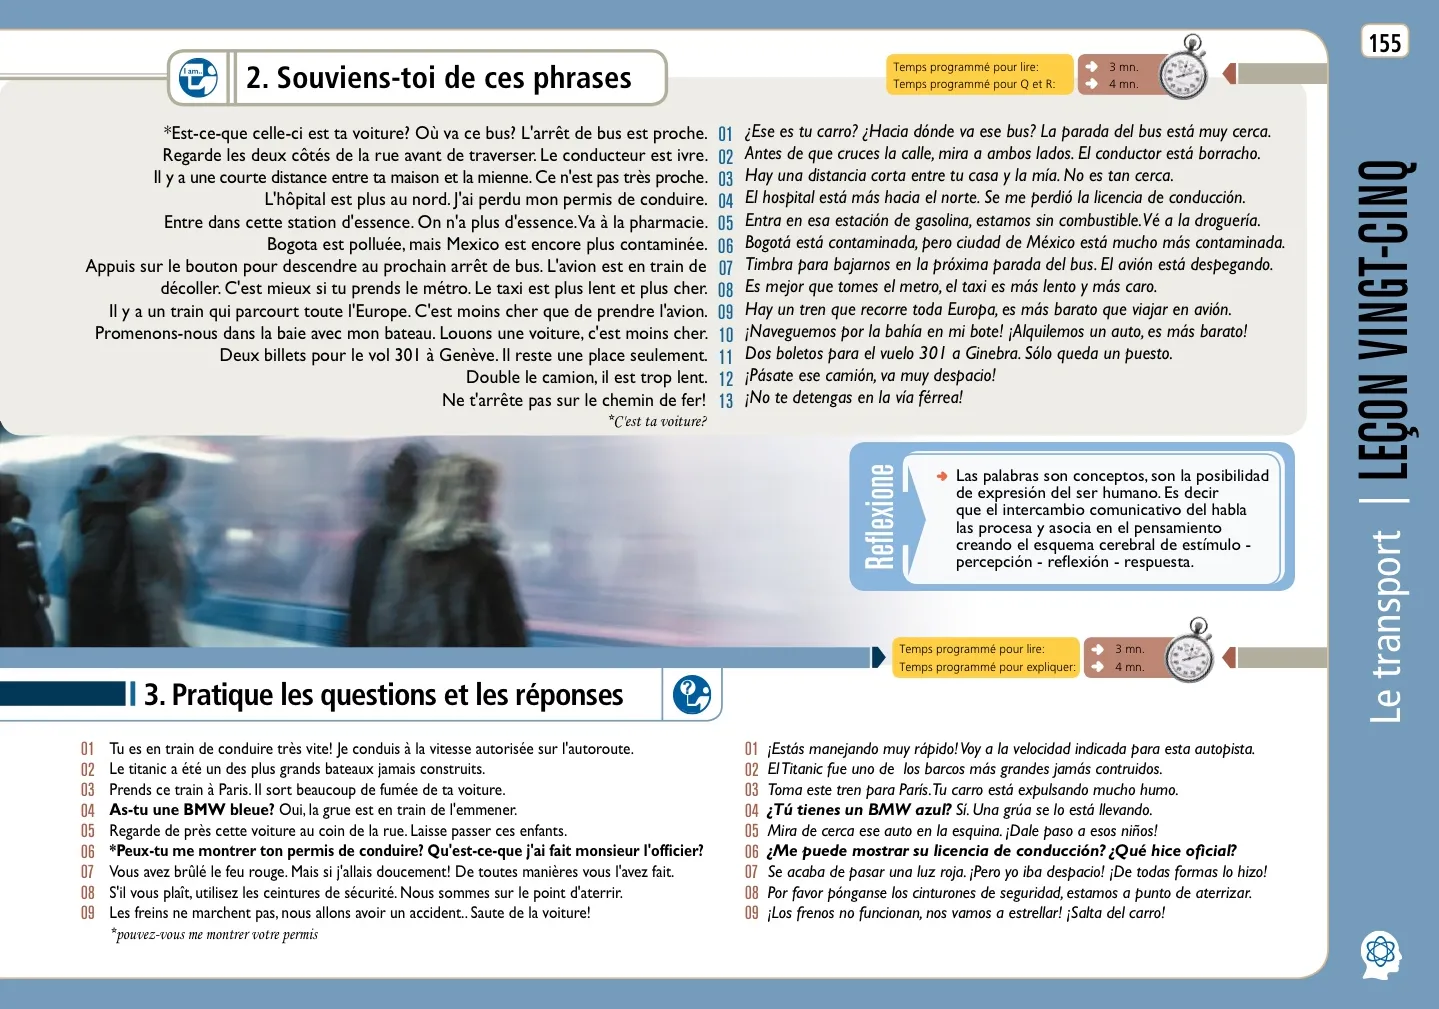 155
2. Souviens-toi de ces phrases
I am..
Temps programmé pour lire: 3 mn.
Temps programmé pour Q et R: 4 mn.
*Est-ce-que celle-ci est ta voiture? Où va ce bus? L'arrêt de bus est proche. 01 ¿Ese es tu carro? ¿Hacia dónde va ese bus? La parada del bus está muy cerca.
Regarde les deux côtés de la rue avant de traverser. Le conducteur est ivre. 02 Antes de que cruces la calle, mira a ambos lados. El conductor está borracho.
Il y a une courte distance entre ta maison et la mienne. Ce n'est pas très proche. 03 Hay una distancia corta entre tu casa y la mía. No es tan cerca.
L'hôpital est plus au nord. J'ai perdu mon permis de conduire. 04 El hospital está más hacia el norte. Se me perdió la licencia de conducción.
Entre dans cette station d'essence. On n'a plus d'essence. Va à la pharmacie. 05 Entra en esa estación de gasolina, estamos sin combustible. Vé a la droguería.
Bogota est polluée, mais Mexico est encore plus contaminée. 06 Bogotá está contaminada, pero ciudad de México está mucho más contaminada.
Appuis sur le bouton pour descendre au prochain arrêt de bus. L'avion est en train de 07 Timbra para bajarnos en la próxima parada del bus. El avión está despegando.
décoller. C'est mieux si tu prends le métro. Le taxi est plus lent et plus cher. 08 Es mejor que tomes el metro, el taxi es más lento y más caro.
Il y a un train qui parcourt toute l'Europe. C'est moins cher que de prendre l'avion. 09 Hay un tren que recorre toda Europa, es más barato que viajar en avión.
Promenons-nous dans la baie avec mon bateau. Louons une voiture, c'est moins cher. 10 ¡Naveguemos por la bahía en mi bote! ¡Alquilemos un auto, es más barato!
Deux billets pour le vol 301 à Genève. Il reste une place seulement. 11 Dos boletos para el vuelo 301 a Ginebra. Sólo queda un puesto.
Double le camion, il est trop lent. 12 ¡Pásate ese camión, va muy despacio!
Ne t'arrête pas sur le chemin de fer! 13 ¡No te detengas en la vía férrea!
*C'est ta voiture?
Reflexione
Las palabras son conceptos, son la posibilidad
de expresión del ser humano. Es decir
que el intercambio comunicativo del habla
las procesa y asocia en el pensamiento
creando el esquema cerebral de estímulo -
percepción - reflexión - respuesta.
Le transport | LEÇON VINGT-CINQ
Temps programmé pour lire: 3 mn.
Temps programmé pour expliquer: 4 mn.
3. Pratique les questions et les réponses
?
01 Tu es en train de conduire très vite! Je conduis à la vitesse autorisée sur l'autoroute.
02 Le titanic a été un des plus grands bateaux jamais construits.
03 Prends ce train à Paris. Il sort beaucoup de fumée de ta voiture.
04 As-tu une BMW bleue? Oui, la grue est en train de l'emmener.
05 Regarde de près cette voiture au coin de la rue. Laisse passer ces enfants.
06 *Peux-tu me montrer ton permis de conduire? Qu'est-ce-que j'ai fait monsieur l'officier?
07 Vous avez brûlé le feu rouge. Mais si j'allais doucement! De toutes manières vous l'avez fait.
08 S'il vous plaît, utilisez les ceintures de sécurité. Nous sommes sur le point d'aterrir.
09 Les freins ne marchent pas, nous allons avoir un accident.. Saute de la voiture!
*pouvez-vous me montrer votre permis
01 ¡Estás manejando muy rápido! Voy a la velocidad indicada para esta autopista.
02 El Titanic fue uno de los barcos más grandes jamás contruidos.
03 Toma este tren para París. Tu carro está expulsando mucho humo.
04 ¿Tú tienes un BMW azul? Sí. Una grúa se lo está llevando.
05 Mira de cerca ese auto en la esquina. ¡Dale paso a esos niños!
06 ¿Me puede mostrar su licencia de conducción? ¿Qué hice oficial?
07 Se acaba de pasar una luz roja. ¡Pero yo iba despacio! ¡De todas formas lo hizo!
08 Por favor pónganse los cinturones de seguridad, estamos a punto de aterrizar.
09 ¡Los frenos no funcionan, nos vamos a estrellar! ¡Salta del carro!